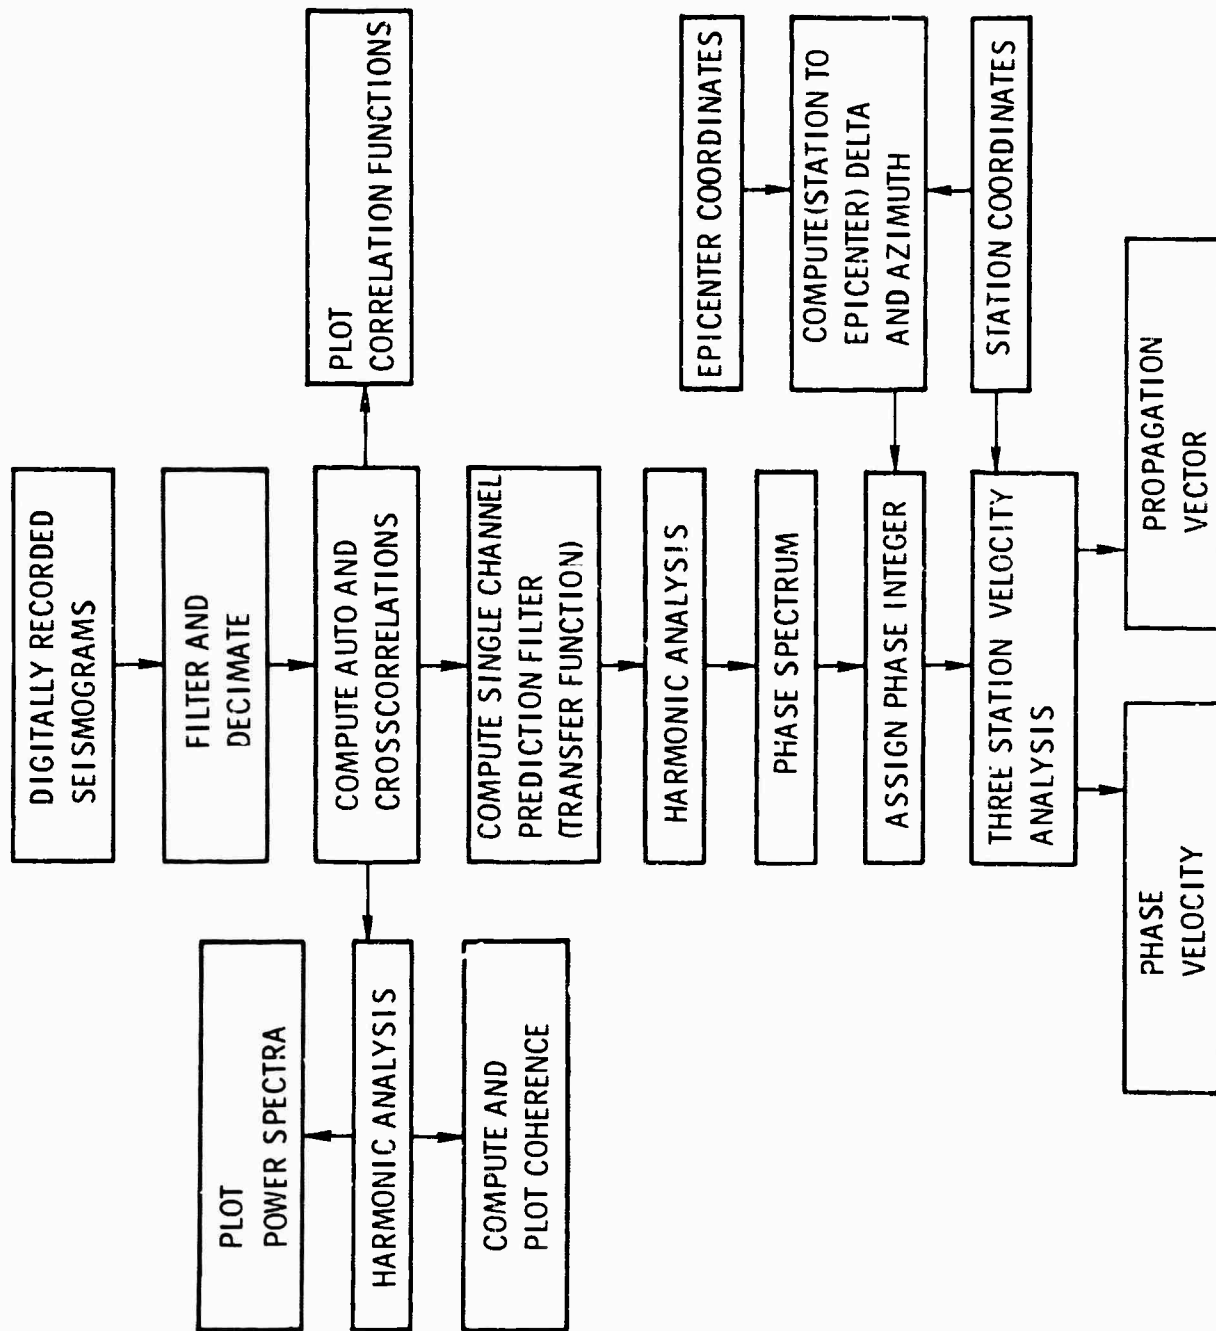 DIGITALLY RECORDED
SEISMOGRAMS
FILTER AND
DECIMATE
COMPUTE AUTO AND
CROSSCORRELATIONS
PLOT
CORRELATION FUNCTIONS
HARMONIC ANALYSIS
PLOT
POWER SPECTRA
COMPUTE AND
PLOT COHERENCE
COMPUTE SINGLE CHANNEL
PREDICTION FILTER
(TRANSFER FUNCTION)
HARMONIC ANALYSIS
PHASE SPECTRUM
ASSIGN PHASE INTEGER
EPICENTER COORDINATES
COMPUTE(STATION TO
EPICENTER) DELTA
AND AZIMUTH
STATION COORDINATES
THREE STATION VELOCITY
ANALYSIS
PHASE
VELOCITY
PROPAGATION
VECTOR